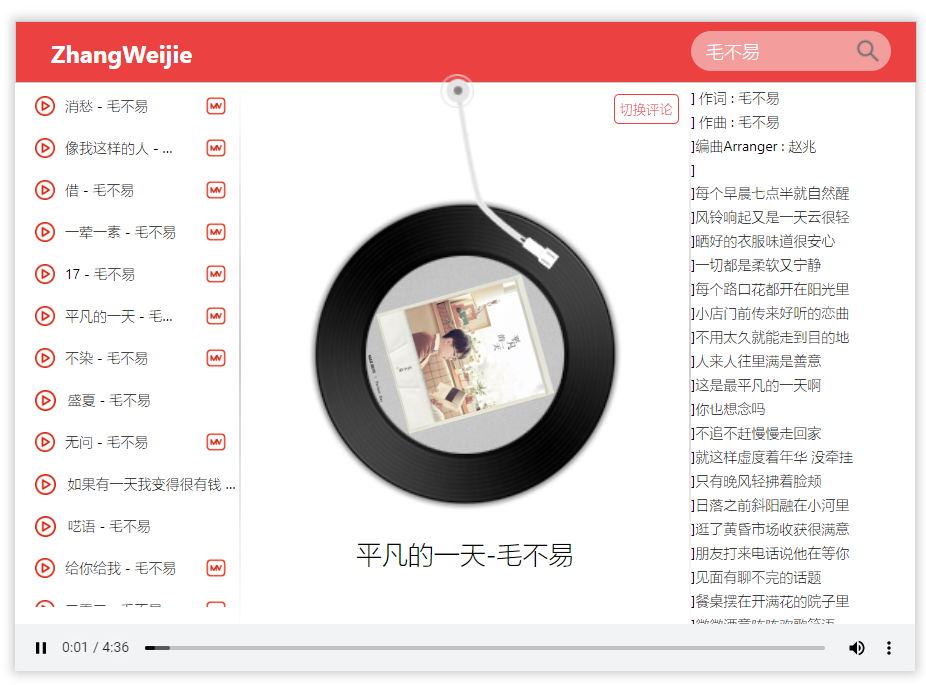 ZhangWeijie
毛不易
消愁 - 毛不易
像我这样的人 - ...
借 - 毛不易
一荤一素 - 毛不易
17 - 毛不易
平凡的一天 - 毛...
不染 - 毛不易
盛夏 - 毛不易
无问 - 毛不易
如果有一天我变得很有钱 ...
呓语 - 毛不易
给你给我 - 毛不易
MV
MV
MV
MV
MV
MV
MV
MV
MV
切换评论
平凡的一天-毛不易
] 作词 : 毛不易
] 作曲 : 毛不易
]编曲Arranger : 赵兆
]
]每个早晨七点半就自然醒
]风铃响起又是一天云很轻
]晒好的衣服味道很安心
]一切都是柔软又宁静
]每个路口花都开在阳光里
]小店门前传来好听的恋曲
]不用太久就能走到目的地
]人来人往里满是善意
]这是最平凡的一天啊
]你也想念吗
]不追不赶慢慢走回家
]就这样虚度着年华 没牵挂
]只有晚风轻拂着脸颊
]日落之前斜阳融在小河里
]逛了黄昏市场收获很满意
]朋友打来电话说他在等你
]见面有聊不完的话题
]餐桌摆在开满花的院子里
0:01 / 4:36